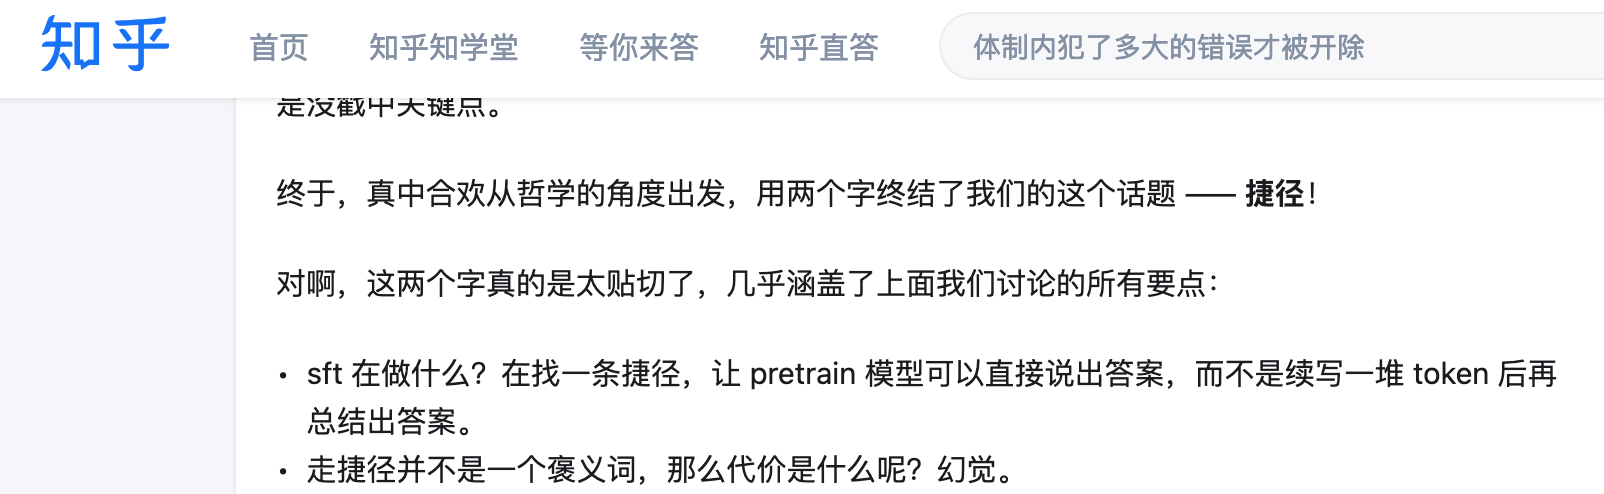 知乎 首页 知乎知学堂 等你来答 知乎直答 体制内犯了多大的错误才被开除
是没戳中关键点。
终于，真中合欢从哲学的角度出发，用两个字终结了我们的这个话题 —— 捷径！
对啊，这两个字真的是太贴切了，几乎涵盖了上面我们讨论的所有要点：
• sft 在做什么？在找一条捷径，让 pretrain 模型可以直接说出答案，而不是续写一堆 token 后再
总结出答案。
• 走捷径并不是一个褒义词，那么代价是什么呢？幻觉。